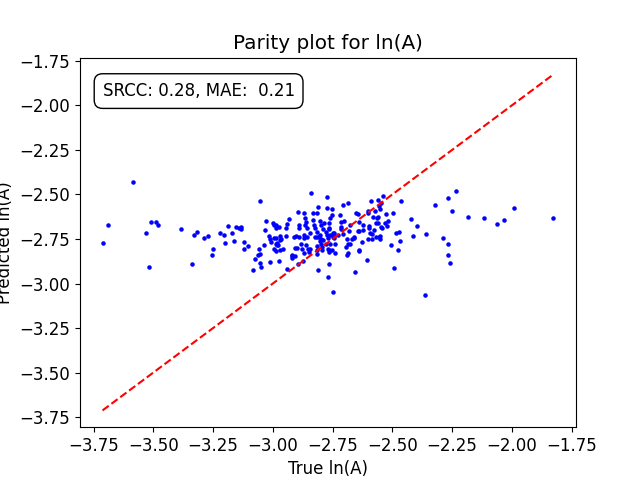 Parity plot for ln(A)
SRCC: 0.28, MAE:  0.21
Predicted ln(A)
−1.75
−2.00
−2.25
−2.50
−2.75
−3.00
−3.25
−3.50
−3.75
−3.75 −3.50 −3.25 −3.00 −2.75 −2.50 −2.25 −2.00 −1.75
True ln(A)